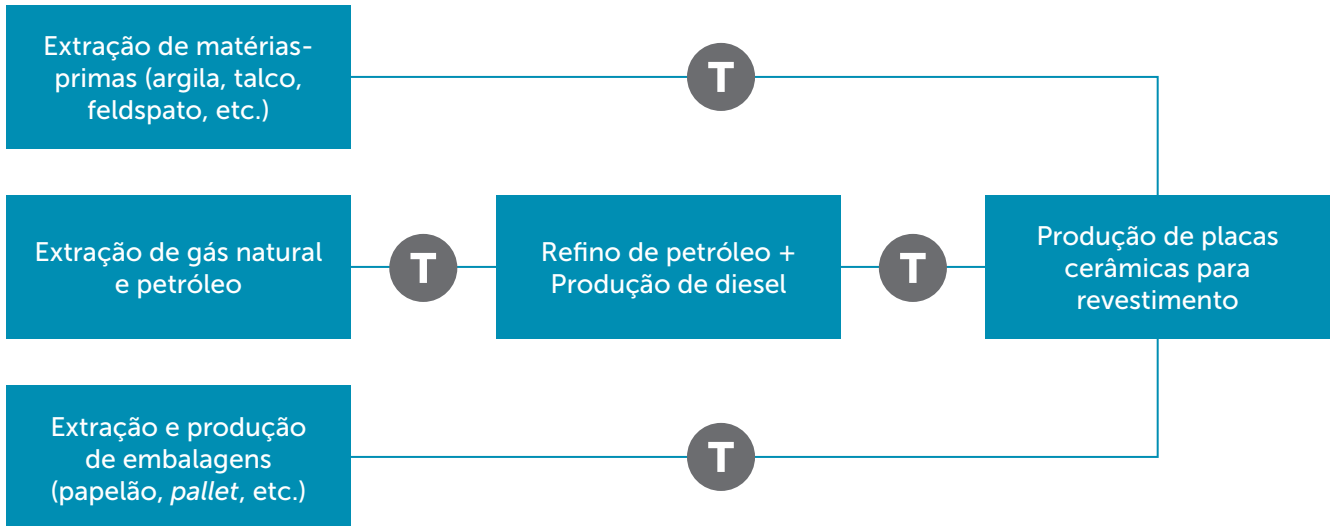 Extração de matérias-
primas (argila, talco,
feldspato, etc.)
T
Extração de gás natural
e petróleo
T
Refino de petróleo +
Produção de diesel
T
Produção de placas
cerâmicas para
revestimento
Extração e produção
de embalagens
(papelão, pallet, etc.)
T